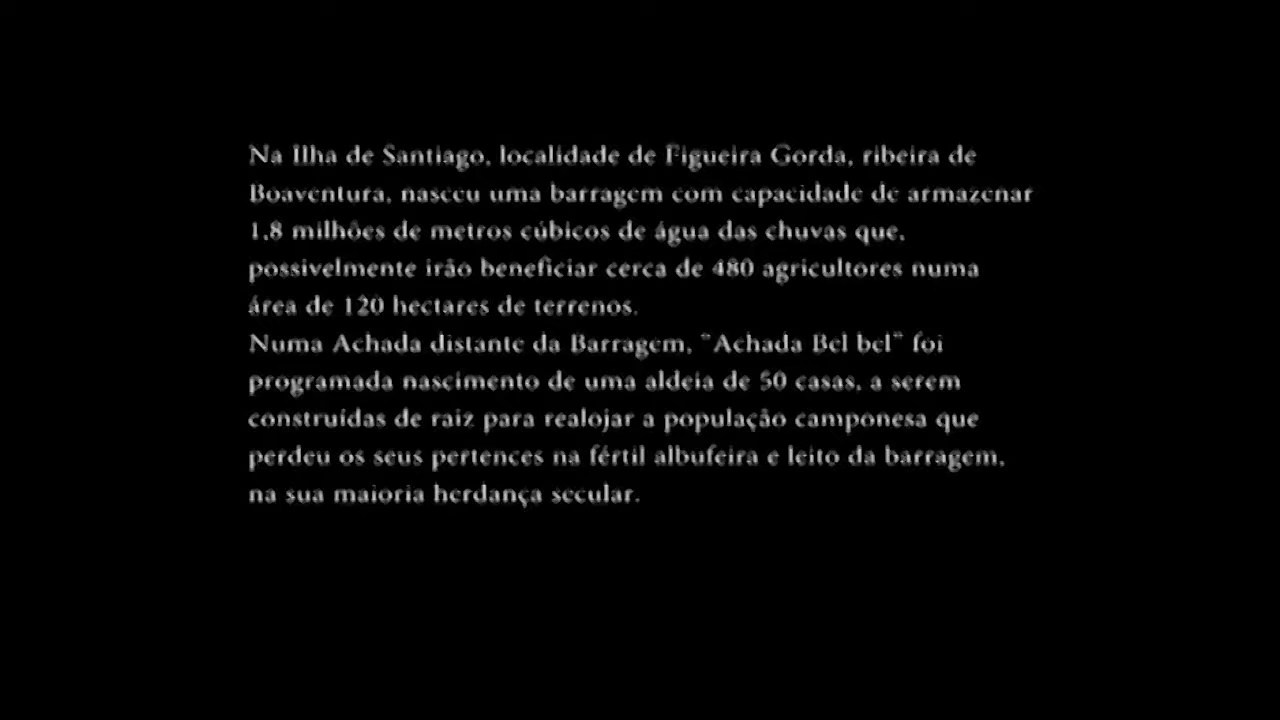 Na Ilha de Santiago, localidade de Figueira Gorda, ribeira de
Boaventura, nasceu uma barragem com capacidade de armazenar
1,8 milhões de metros cúbicos de água das chuvas que,
possivelmente irão beneficiar cerca de 480 agricultores numa
área de 120 hectares de terrenos.
Numa Achada distante da Barragem, "Achada Bel bel" foi
programada nascimento de uma aldeia de 50 casas, a serem
construídas de raiz para realojar a população camponesa que
perdeu os seus pertences na fértil albufeira e leito da barragem,
na sua maioria herdança secular.